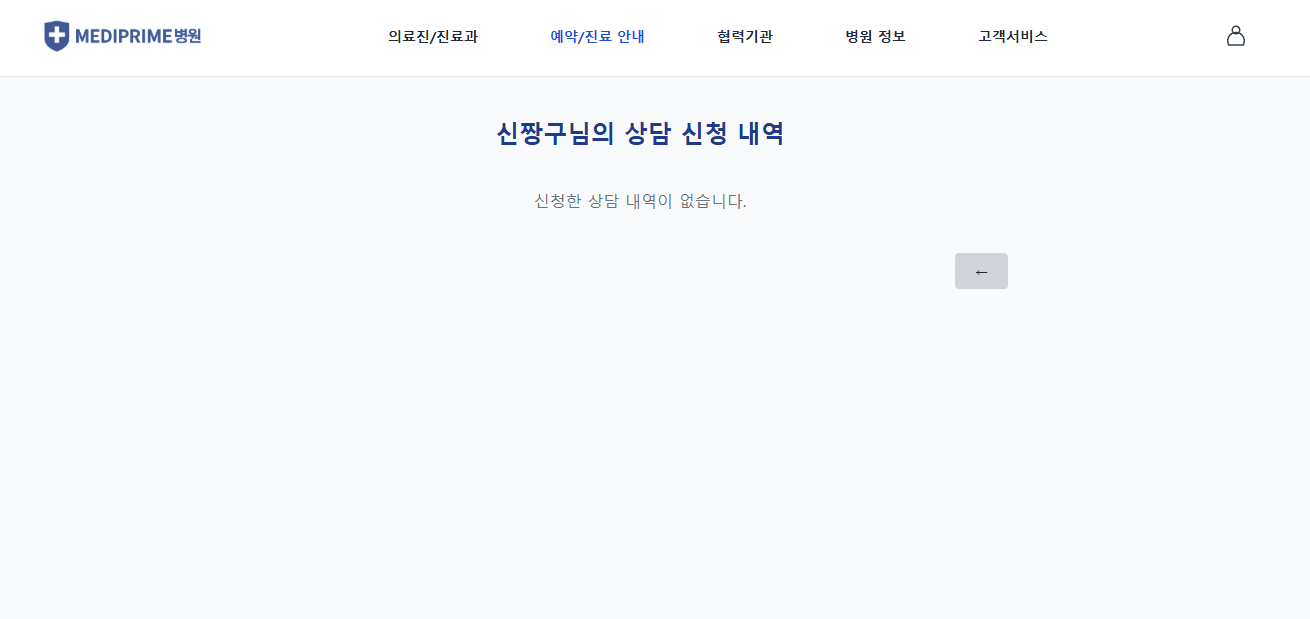 MEDIPRIME병원
의료진/진료과 예약/진료 안내 협력기관 병원 정보 고객서비스
신짱구님의 상담 신청 내역
신청한 상담 내역이 없습니다.
←